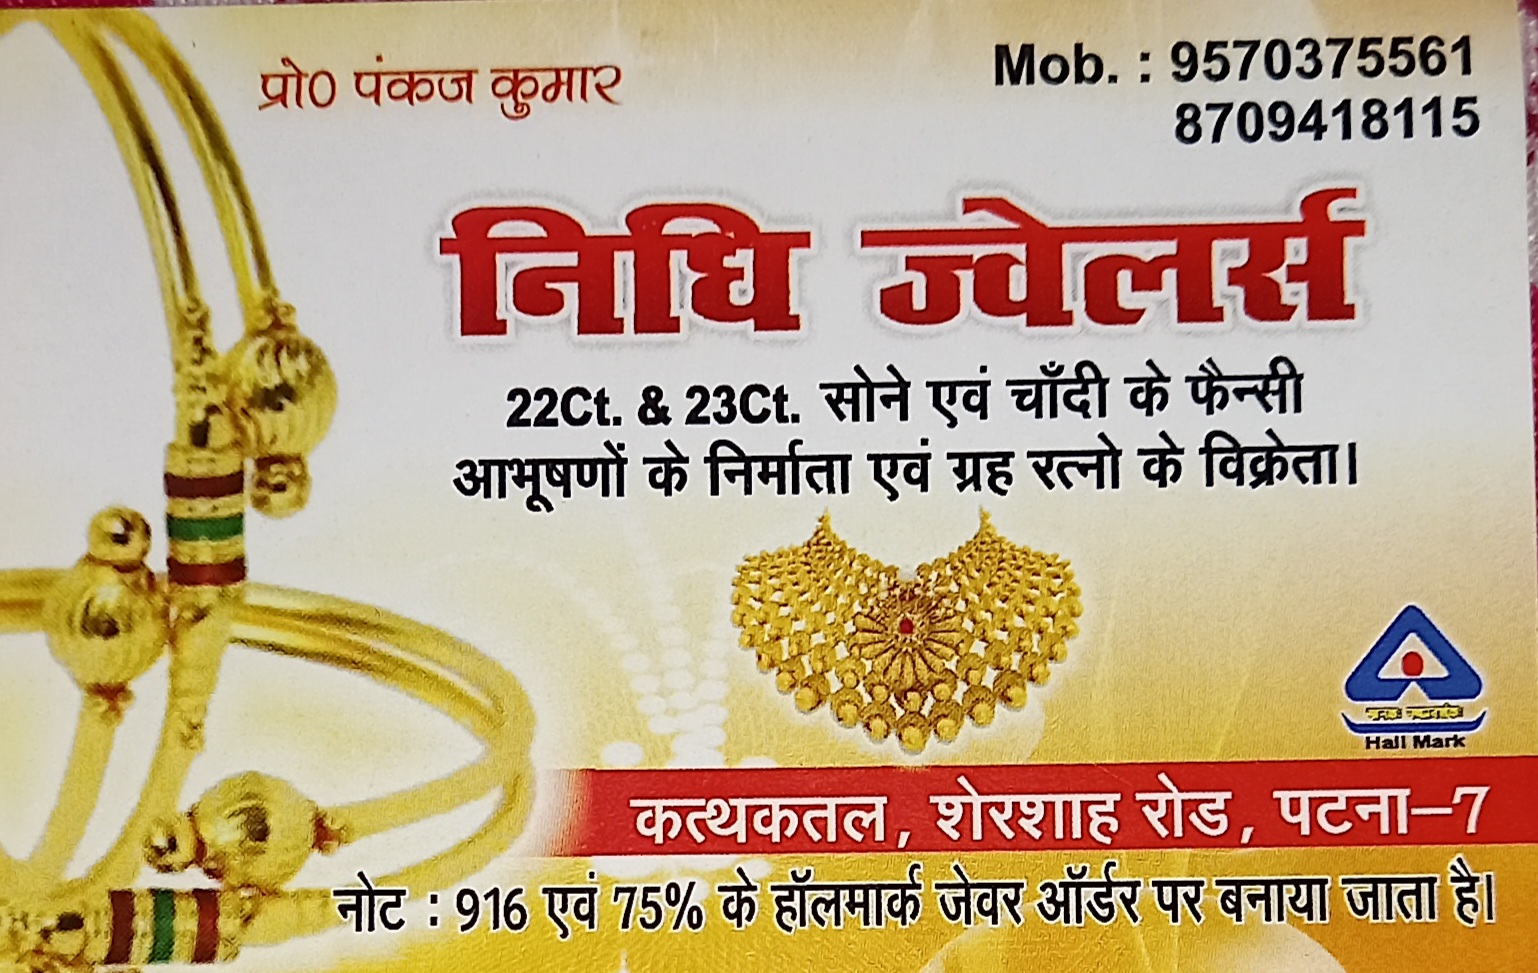 प्रो0 पंकज कुमार
Mob. : 9570375561
8709418115
निधि ज्वेलर्स
22Ct. & 23Ct. सोने एवं चाँदी के फैन्सी
आभूषणों के निर्माता एवं ग्रह रत्नो के विक्रेता।
Hall Mark
कत्थकतल, शेरशाह रोड, पटना–7
नोट : 916 एवं 75% के हॉलमार्क जेवर ऑर्डर पर बनाया जाता है।